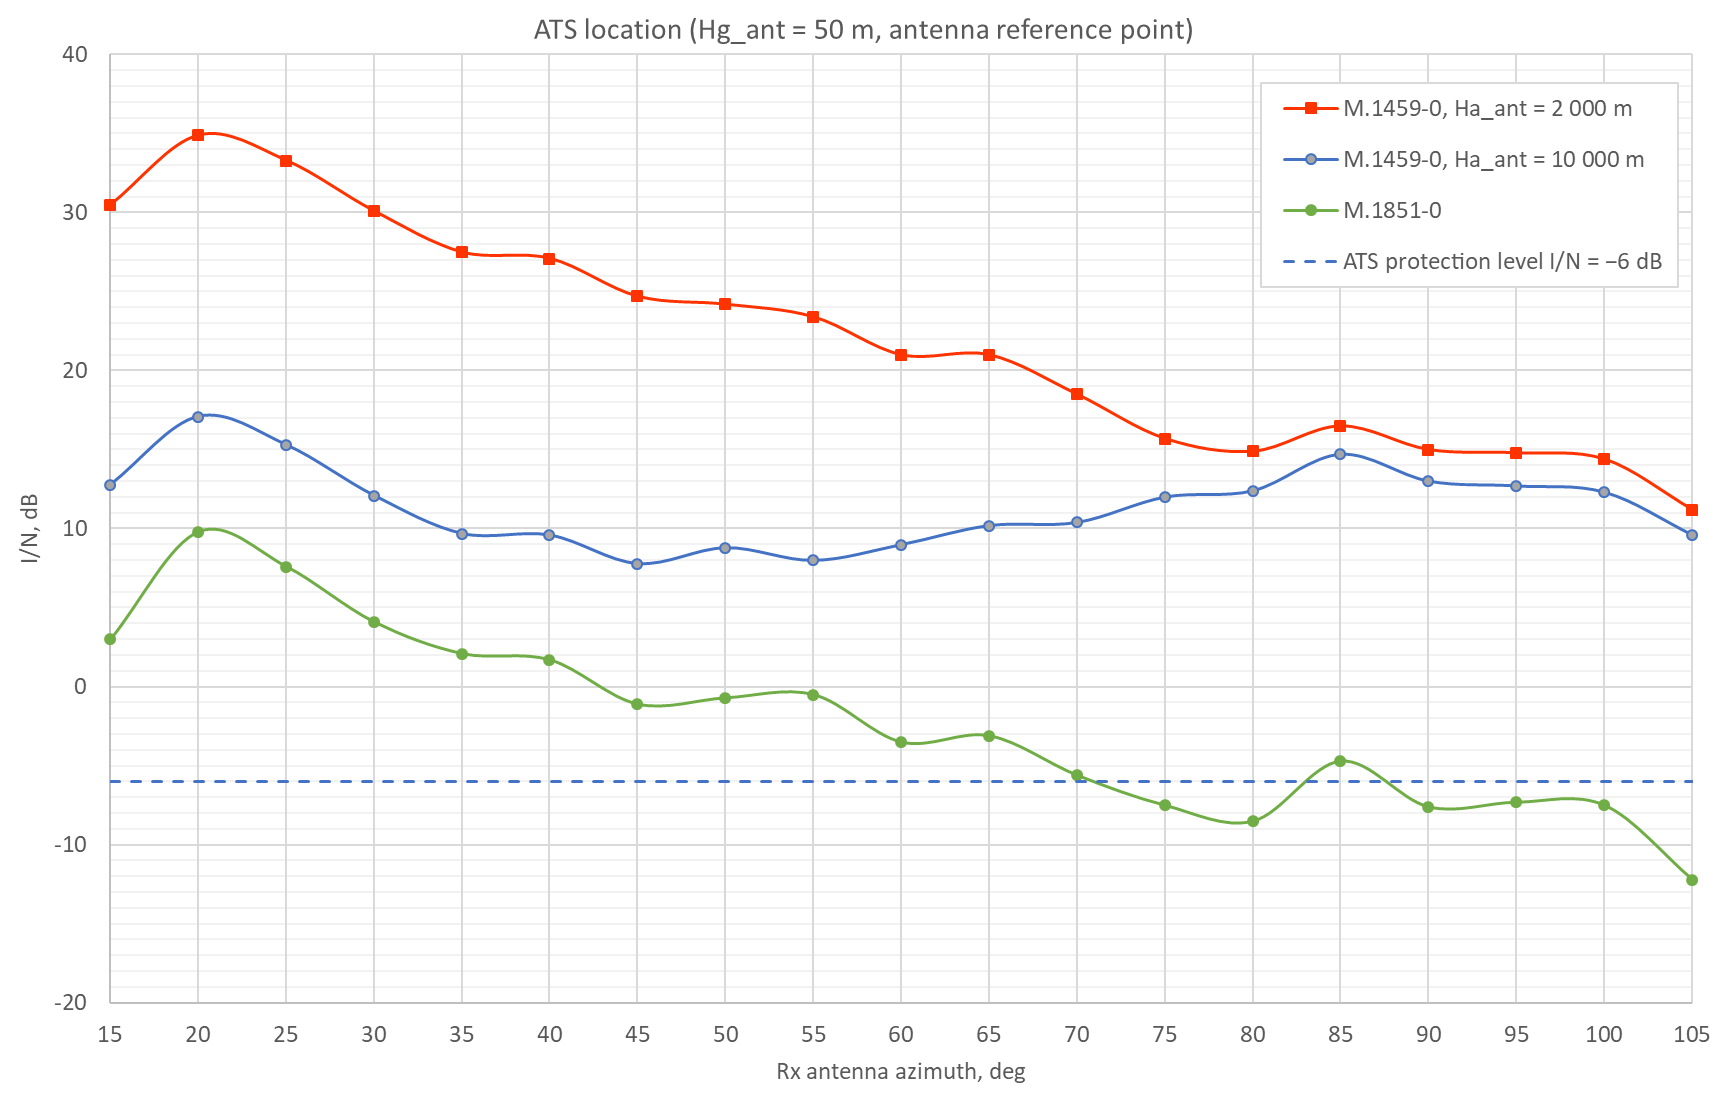 ATS location (Hg_ant = 50 m, antenna reference point)
40
30
20
10
0
-10
-20
I/N, dB
M.1459-0, Ha_ant = 2 000 m
M.1459-0, Ha_ant = 10 000 m
M.1851-0
ATS protection level I/N = −6 dB
15 20 25 30 35 40 45 50 55 60 65 70 75 80 85 90 95 100 105
Rx antenna azimuth, deg